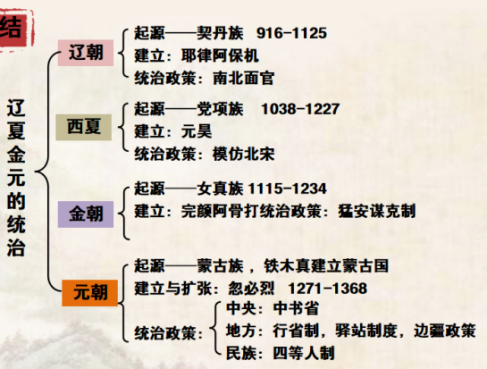 结
辽夏金元的统治
辽朝
起源——契丹族 916-1125
建立：耶律阿保机
统治政策：南北面官
西夏
起源——党项族 1038-1227
建立：元昊
统治政策：模仿北宋
金朝
起源——女真族 1115-1234
建立：完颜阿骨打统治政策：猛安谋克制
元朝
起源——蒙古族 ，铁木真建立蒙古国
建立与扩张：忽必烈 1271-1368
统治政策：
中央：中书省
地方：行省制，驿站制度，边疆政策
民族：四等人制